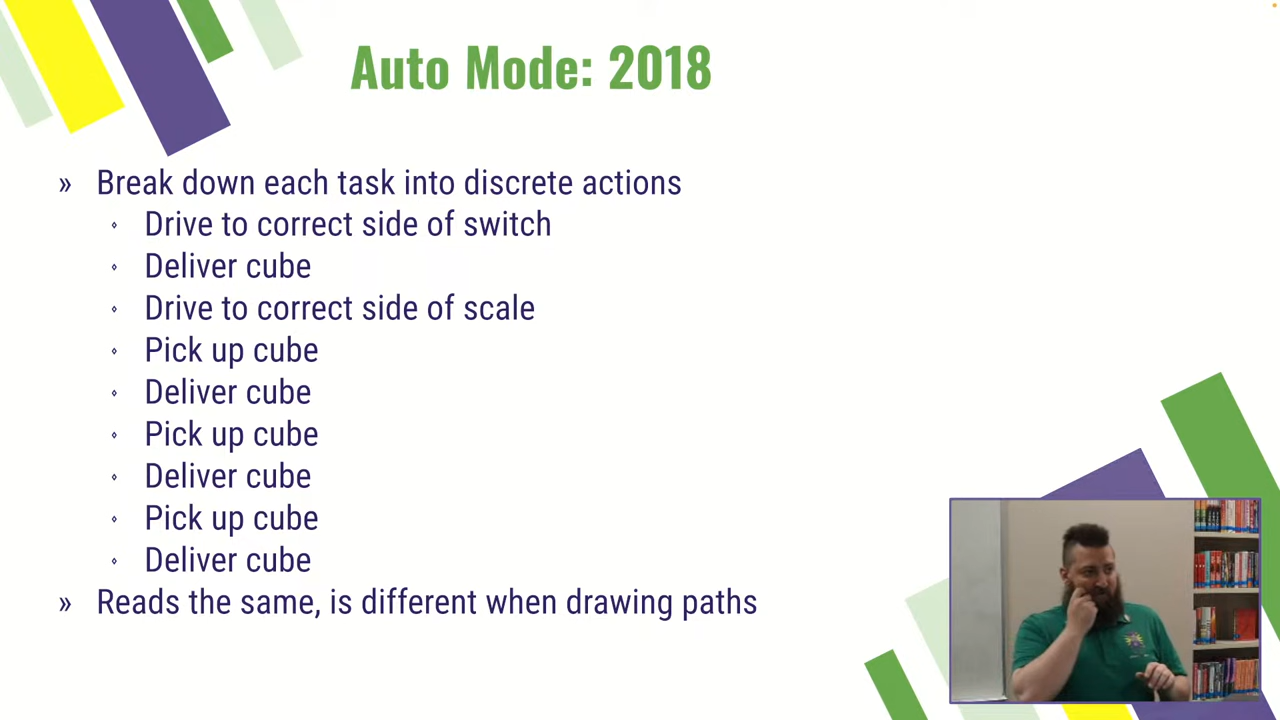 Auto Mode: 2018
» Break down each task into discrete actions
◊ Drive to correct side of switch
◊ Deliver cube
◊ Drive to correct side of scale
◊ Pick up cube
◊ Deliver cube
◊ Pick up cube
◊ Deliver cube
◊ Pick up cube
◊ Deliver cube
» Reads the same, is different when drawing paths